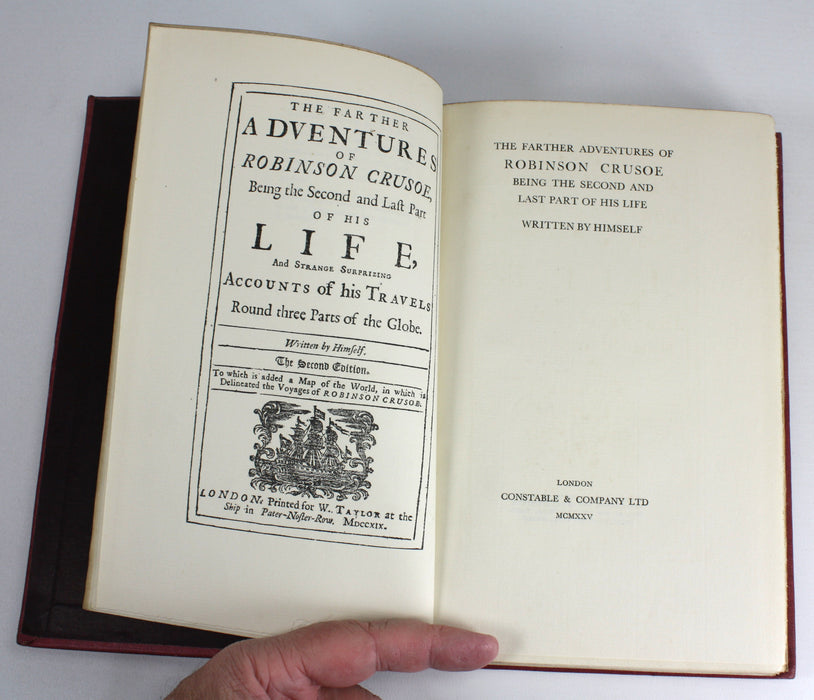 THE FARTHER
ADVENTURES
OF
ROBINSON CRUSOE,
Being the Second and Laſt Part
OF HIS
LIFE,
And STRANGE SURPRIZING
ACCOUNTS of his TRAVELS
Round three Parts of the Globe.
Written by Himſelf.
The Second Edition.
To which is added a Map of the World, in which is
Delineated the Voyages of ROBINSON CRUSOE.
LONDON: Printed for W. TAYLOR at the
Ship in Pater-Noſter-Row. MDCCXIX.
THE FARTHER ADVENTURES OF
ROBINSON CRUSOE
BEING THE SECOND AND
LAST PART OF HIS LIFE
WRITTEN BY HIMSELF
LONDON
CONSTABLE & COMPANY LTD
MCMXXV